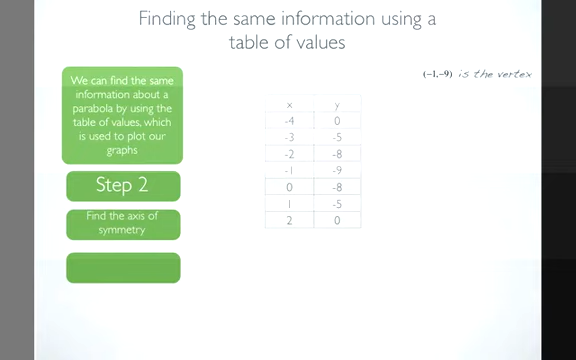 Finding the same information using a
table of values
We can find the same
information about a
parabola by using the
table of values, which
is used to plot our
graphs
Step 2
Find the axis of
symmetry
(−1,−9) is the vertex
x y
-4 0
-3 -5
-2 -8
-1 -9
0 -8
1 -5
2 0